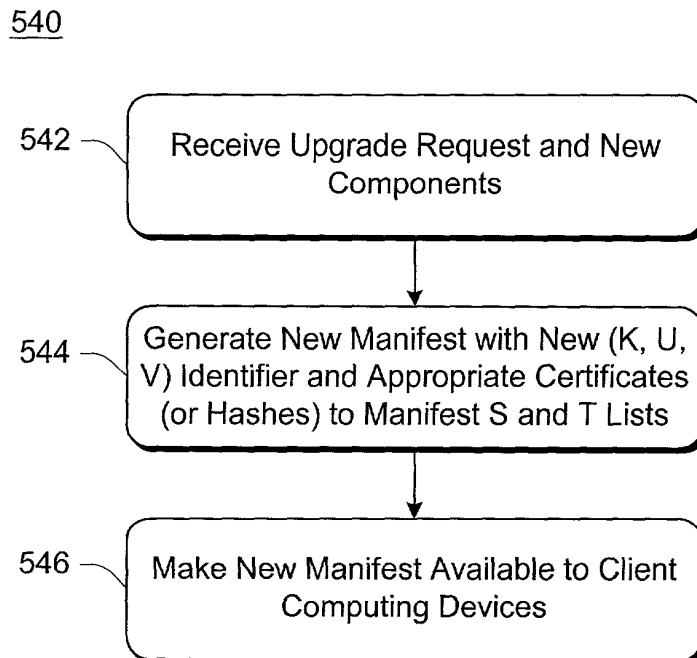 540
542
Receive Upgrade Request and New
Components
544
Generate New Manifest with New (K, U,
V) Identifier and Appropriate Certificates
(or Hashes) to Manifest S and T Lists
546
Make New Manifest Available to Client
Computing Devices